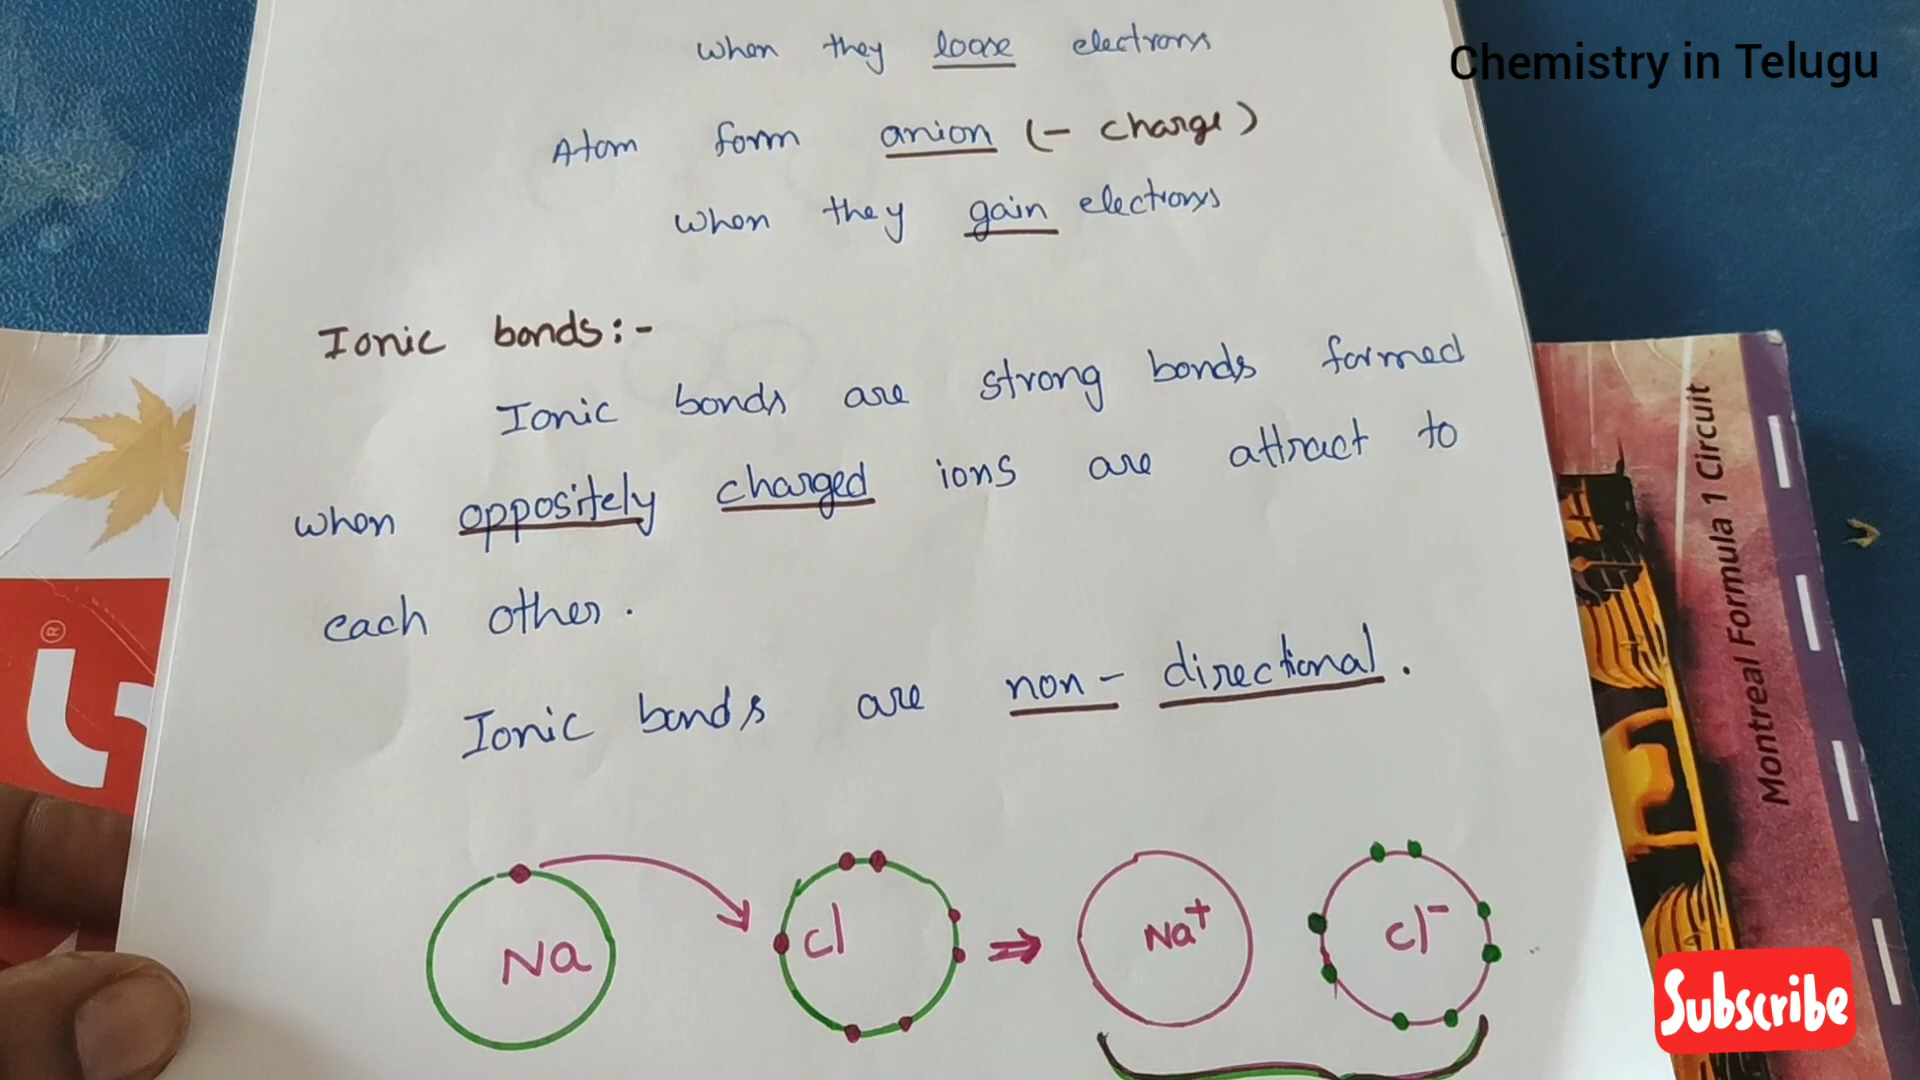 when they loose electrons
Chemistry in Telugu
Atom form anion (- charge)
when they gain electrons
Ionic bonds:-
Ionic bonds are strong bonds formed
when oppositely charged ions are attract to
each other.
Ionic bonds are non-directional.
Na Cl ⇒ Na⁺ Cl⁻
Montreal Formula 1 Circuit
®
Subscribe